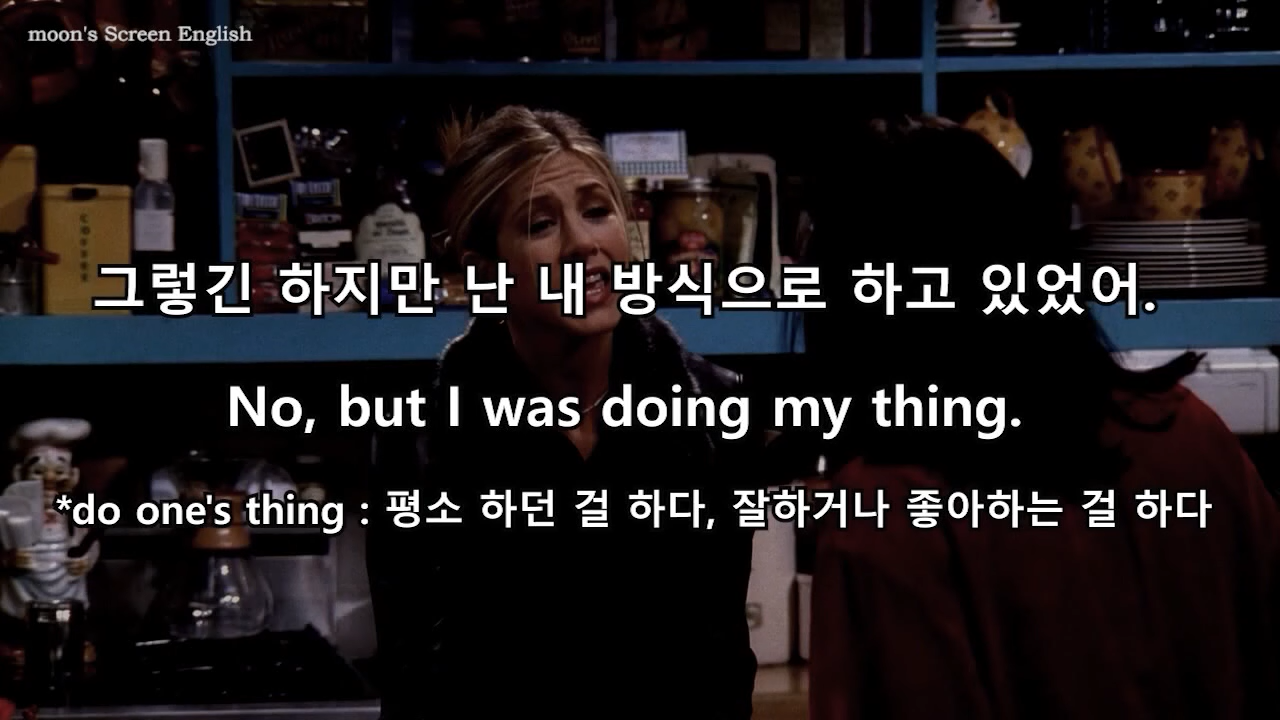 moon's Screen English
그렇긴 하지만 난 내 방식으로 하고 있었어.
No, but I was doing my thing.
*do one's thing : 평소 하던 걸 하다, 잘하거나 좋아하는 걸 하다
COFFEE